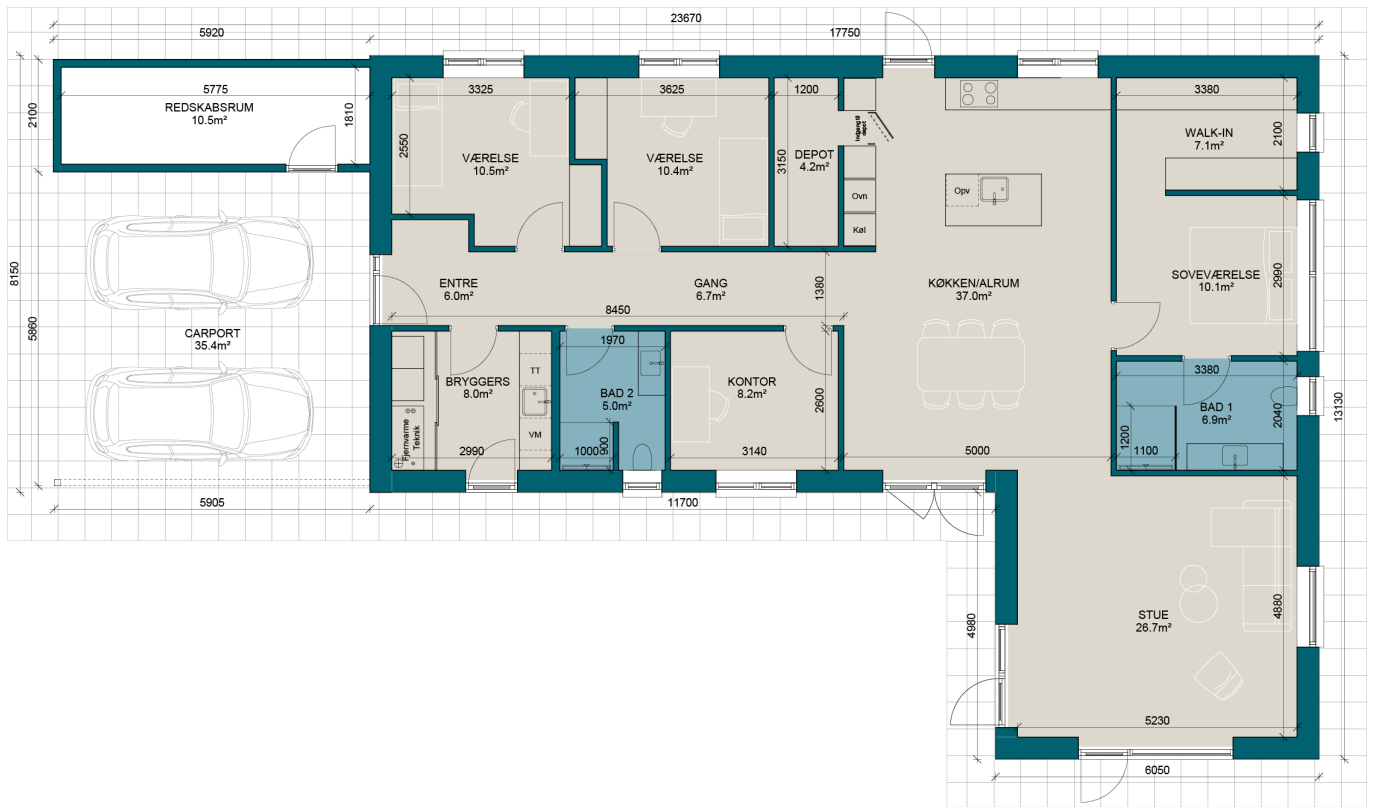 23670
5920
17750
5775
REDSKABSRUM
10.5m²
1810
2100
3325
2550
VÆRELSE
10.5m²
3625
VÆRELSE
10.4m²
1200
3150
DEPOT
4.2m²
Indgang til
depot
Ovn
Køl
Opv
3380
WALK-IN
7.1m²
2100
SOVEVÆRELSE
10.1m²
2990
8150
5860
CARPORT
35.4m²
ENTRE
6.0m²
GANG
6.7m²
8450
1380
KØKKEN/ALRUM
37.0m²
BRYGGERS
8.0m²
TT
VM
Fjernvarme
Teknik
2990
1970
BAD 2
5.0m²
1000
900
KONTOR
8.2m²
2600
3140
5000
3380
BAD 1
6.9m²
2040
1200
1100
13130
5905
11700
4980
STUE
26.7m²
4880
5230
6050